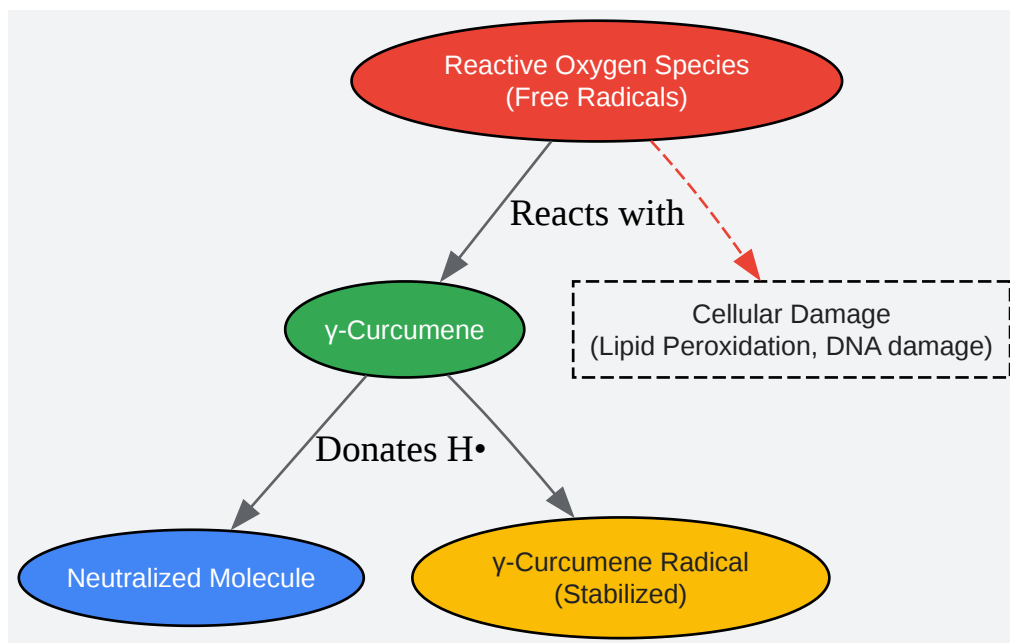 Reactive Oxygen Species
(Free Radicals)
Reacts with
γ-Curcumene
Cellular Damage
(Lipid Peroxidation, DNA damage)
Donates H•
Neutralized Molecule
γ-Curcumene Radical
(Stabilized)